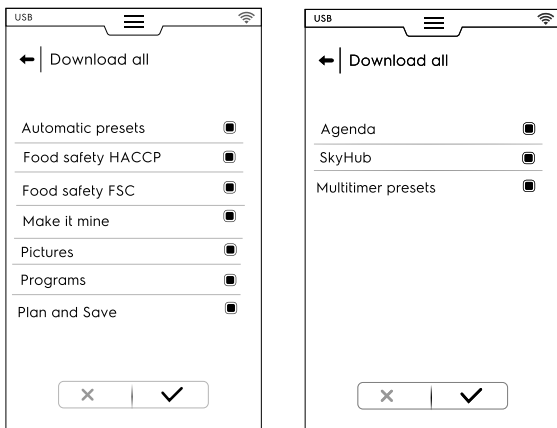 USB
Download all
Automatic presets
Food safety HACCP
Food safety FSC
Make it mine
Pictures
Programs
Plan and Save
USB
Download all
Agenda
SkyHub
Multitimer presets